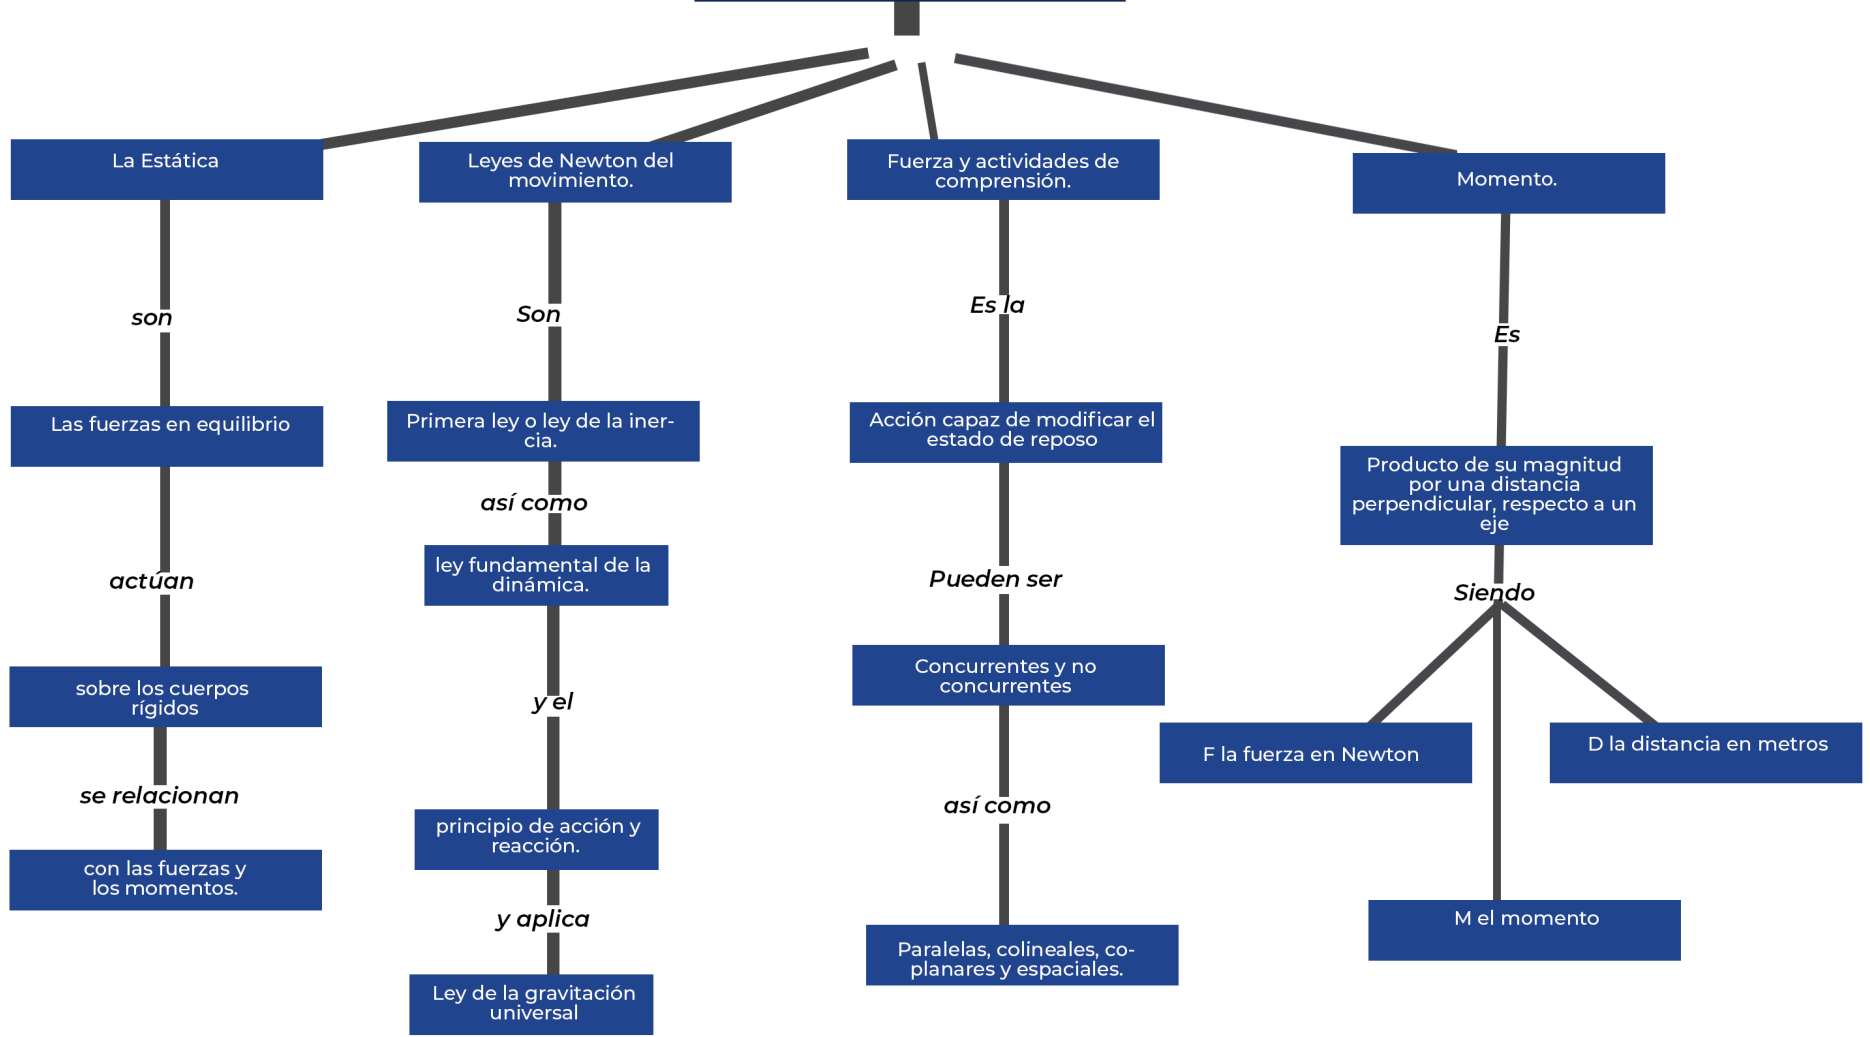 La Estática
son
Las fuerzas en equilibrio
actúan
sobre los cuerpos
rígidos
se relacionan
con las fuerzas y
los momentos.
Leyes de Newton del
movimiento.
Son
Primera ley o ley de la iner-
cia.
así como
ley fundamental de la
dinámica.
y el
principio de acción y
reacción.
y aplica
Ley de la gravitación
universal
Fuerza y actividades de
comprensión.
Es la
Acción capaz de modificar el
estado de reposo
Pueden ser
Concurrentes y no
concurrentes
así como
Paralelas, colineales, co-
planares y espaciales.
Momento.
Es
Producto de su magnitud
por una distancia
perpendicular, respecto a un
eje
Siendo
F la fuerza en Newton
M el momento
D la distancia en metros